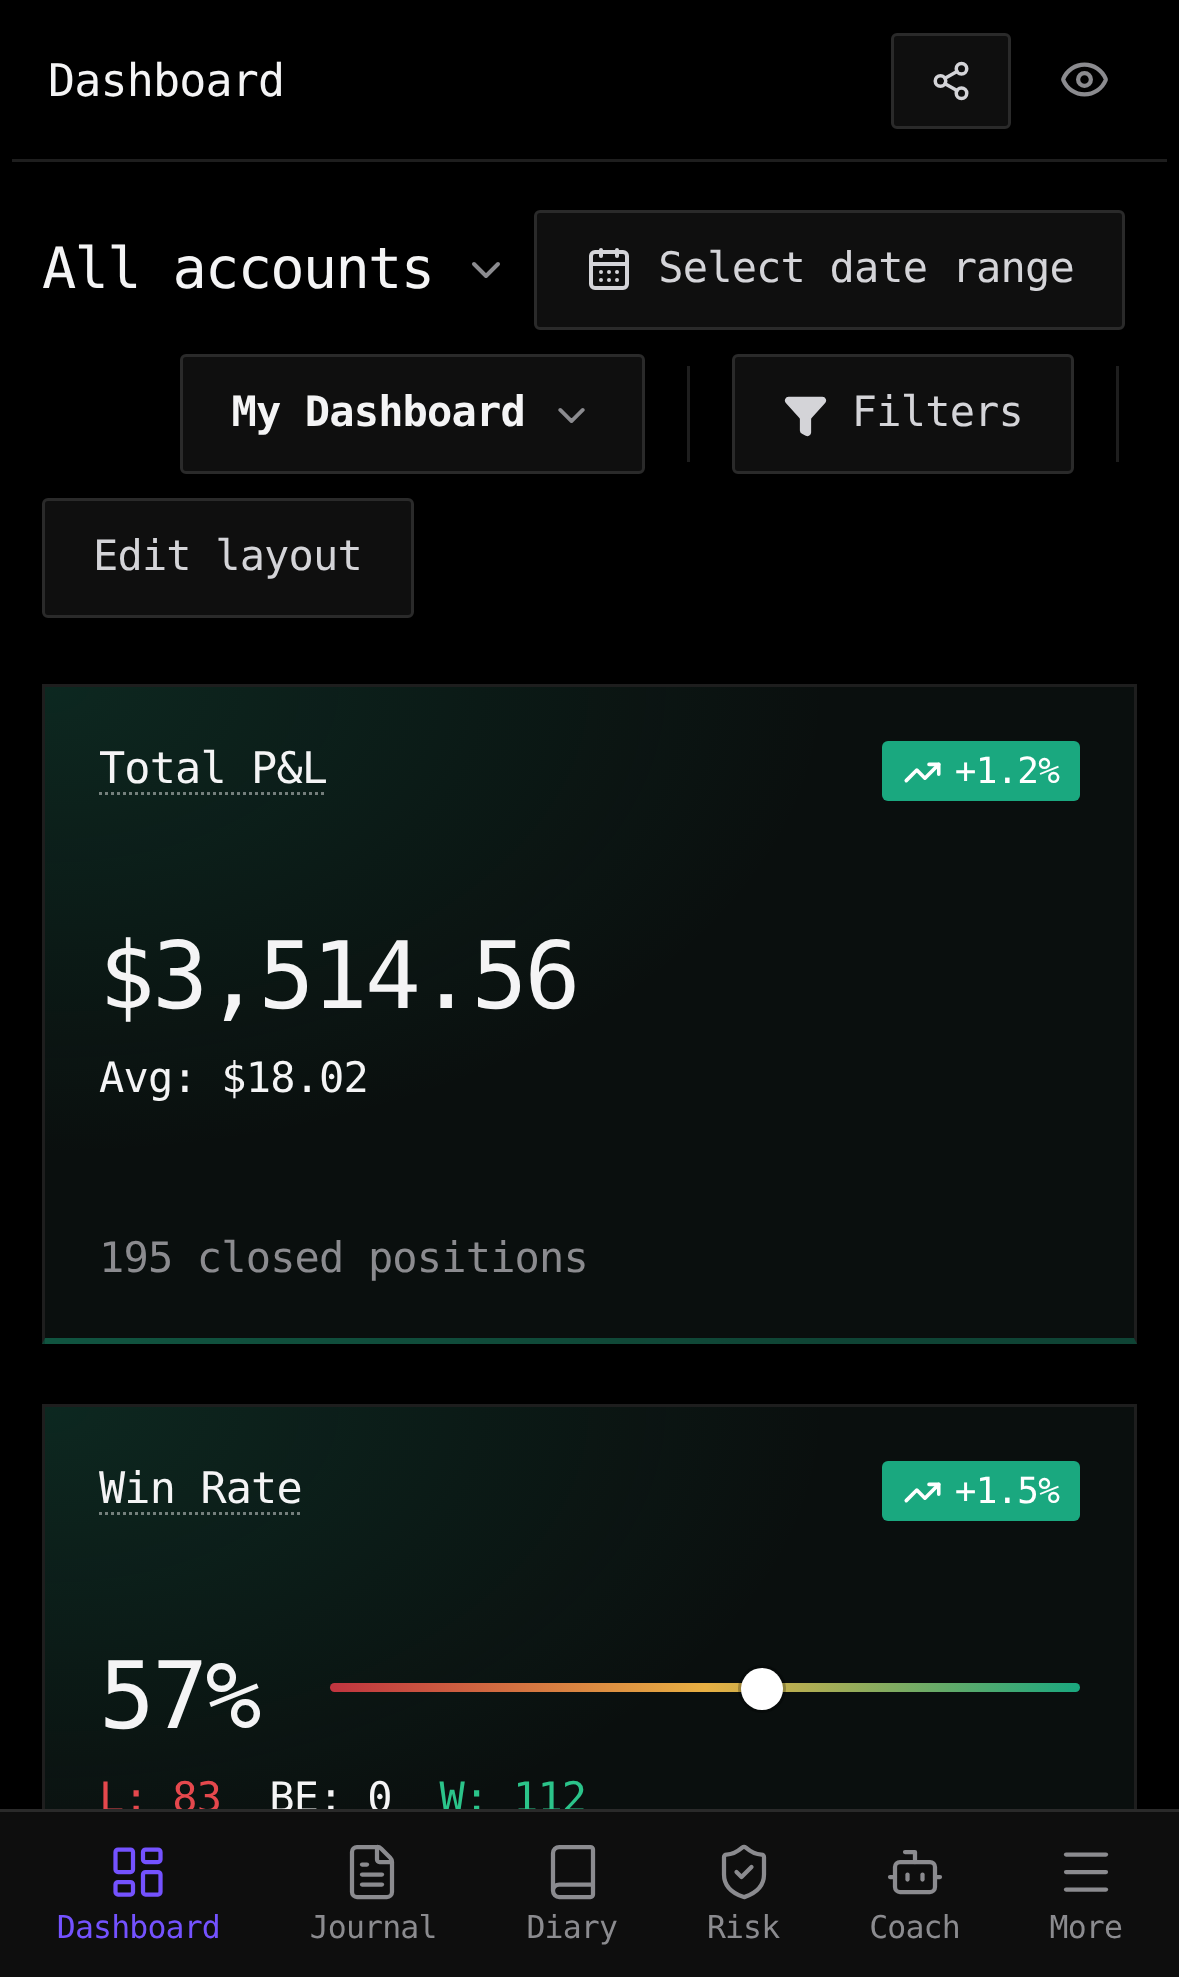 Dashboard
All accounts
Select date range
My Dashboard
Filters
Edit layout
Total P&L
+1.2%
$3,514.56
Avg: $18.02
195 closed positions
Win Rate
+1.5%
57%
L: 83 BE: 0 W: 112
Dashboard
Journal
Diary
Risk
Coach
More